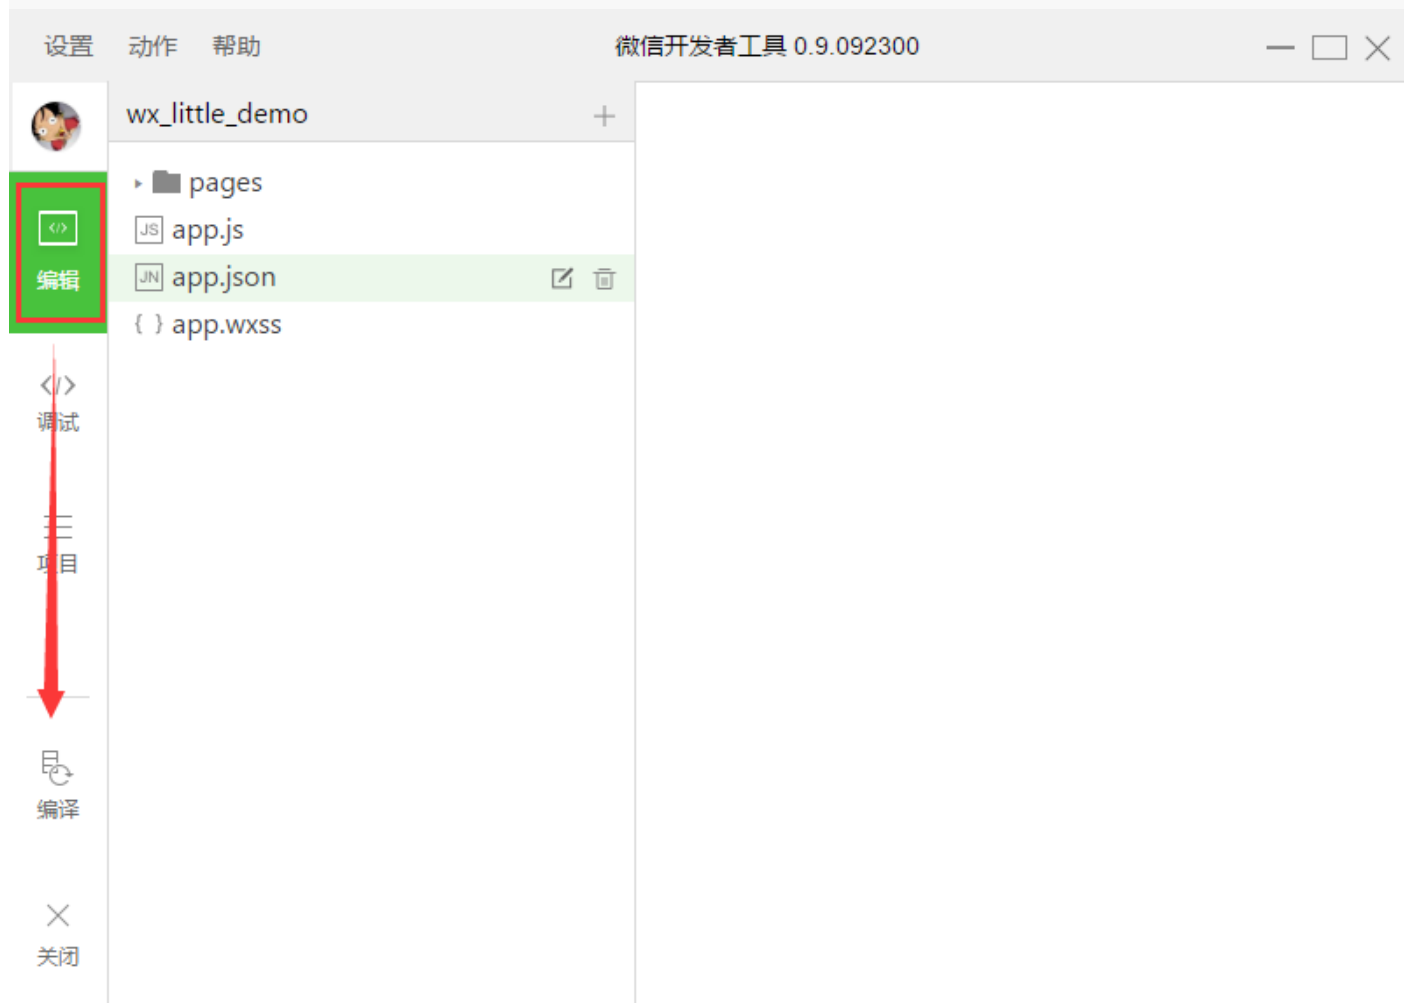 设置 动作 帮助 微信开发者工具 0.9.092300
wx_little_demo
pages
</> 
JS app.js
编辑
JN app.json
{ } app.wxss
</>
调试
项目
编译
关闭